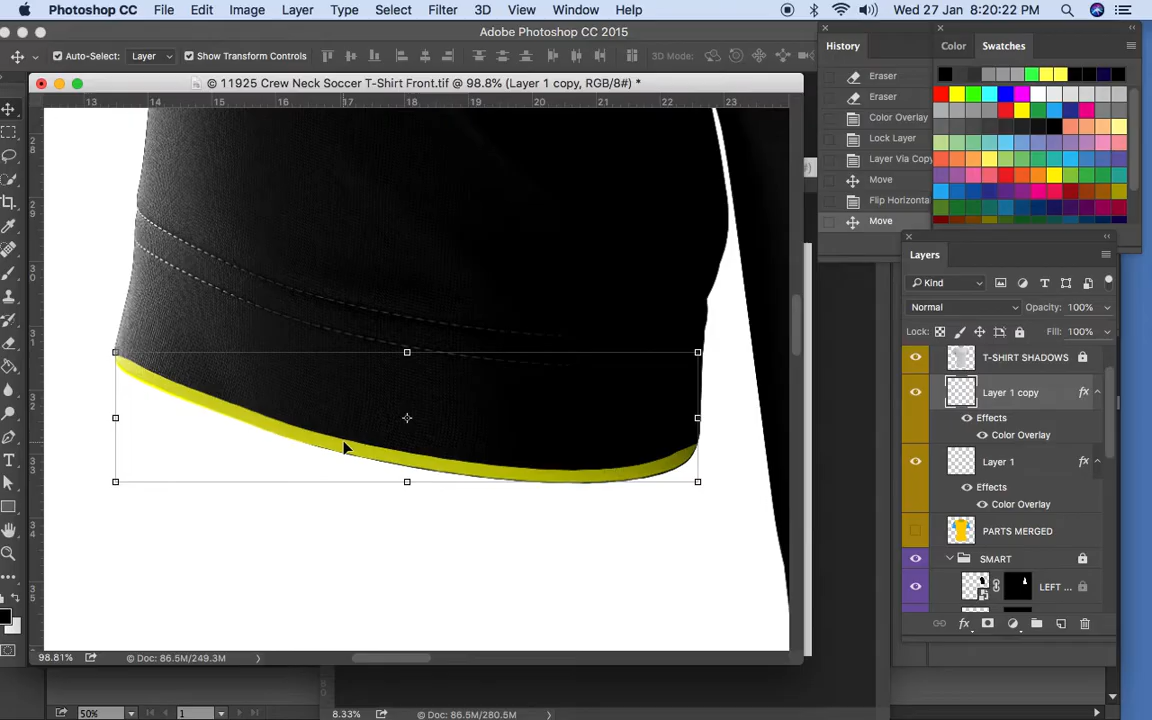 Photoshop CC File Edit Image Layer Type Select Filter 3D View Window Help Wed 27 Jan 8:20:22 PM
Adobe Photoshop CC 2015
Auto-Select: Layer Show Transform Controls 3D Mode:
© 11925 Crew Neck Soccer T-Shirt Front.tif @ 98.8% (Layer 1 copy, RGB/8#) *
13 14 15 16 17 18 19 20 21 22 23
History
Eraser
Eraser
Color Overlay
Lock Layer
Layer Via Copy
Move
Flip Horizonta
Move
Color Swatches
Layers
Kind
Normal Opacity: 100%
Lock: Fill: 100%
T-SHIRT SHADOWS
Layer 1 copy fx
Effects
Color Overlay
Layer 1 fx
Effects
Color Overlay
PARTS MERGED
SMART
LEFT ...
fx
98.81% © Doc: 86.5M/249.3M
50% 1
8.33% Doc: 86.5M/280.5M